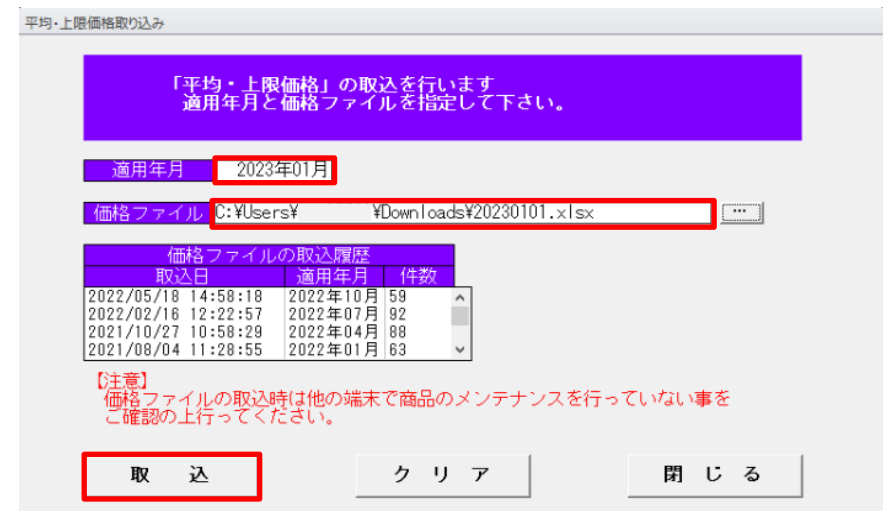 平均・上限価格取り込み
「平均・上限価格」の取込を行います
適用年月と価格ファイルを指定して下さい。
適用年月 2023年01月
価格ファイル C:¥Users¥ ¥Downloads¥20230101.xlsx ...
価格ファイルの取込履歴
取込日 適用年月 件数
2022/05/18 14:58:18 2022年10月 59
2022/02/16 12:22:57 2022年07月 92
2021/10/27 10:58:29 2022年04月 88
2021/08/04 11:28:55 2022年01月 63
【注意】
価格ファイルの取込時は他の端末で商品のメンテナンスを行っていない事を
ご確認の上行ってください。
取 込 ク リ ア 閉 じ る